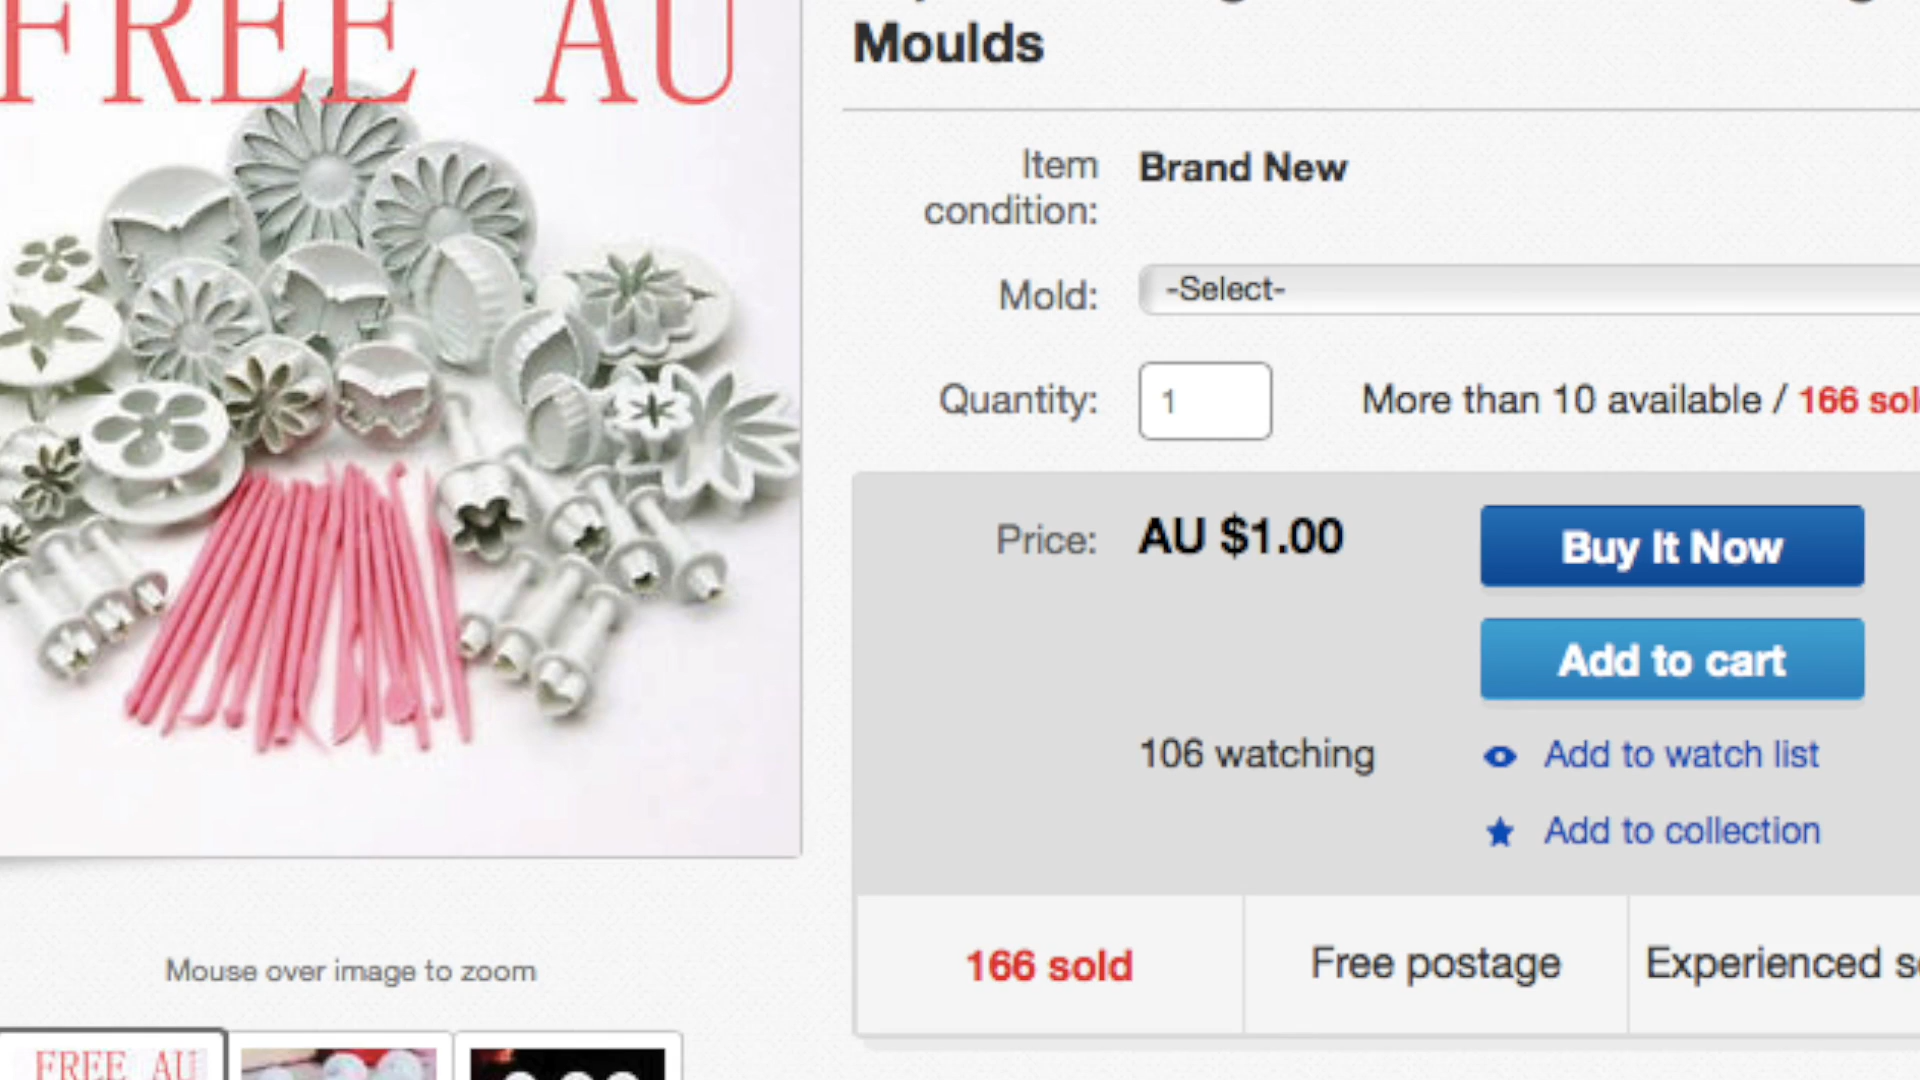 FREE AU
Moulds
Item condition:
Brand New
Mold:
-Select-
Quantity:
1
More than 10 available / 166
Price:
AU $1.00
Buy It Now
Add to cart
106 watching
Add to watch list
Add to collection
166 sold
Free postage
Experienced
Mouse over image to zoom
FREE AU